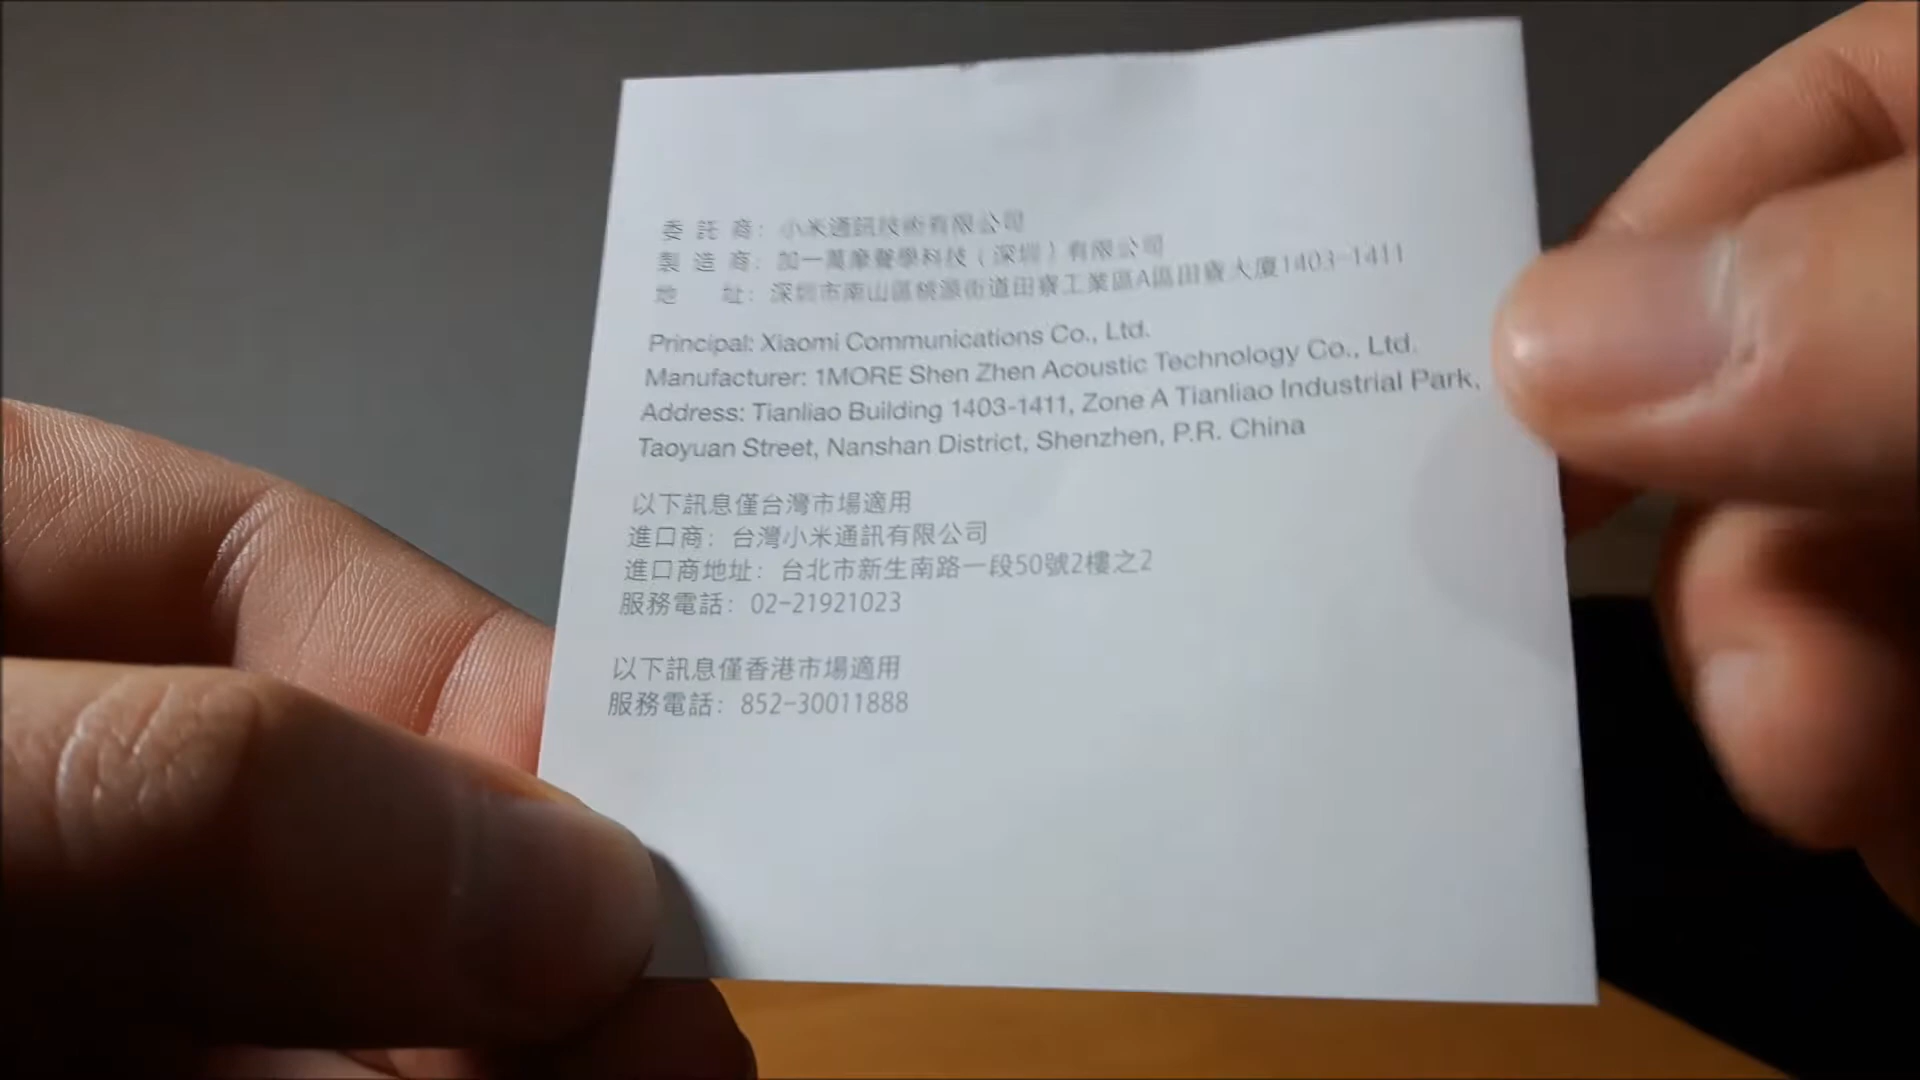 委託商：小米通訊技術有限公司
製造商：加一萬摩聲學科技（深圳）有限公司
地　址：深圳市南山區桃源街道田寮工業區A區田寮大廈1403-1411
Principal: Xiaomi Communications Co., Ltd.
Manufacturer: 1MORE Shen Zhen Acoustic Technology Co., Ltd.
Address: Tianliao Building 1403-1411, Zone A Tianliao Industrial Park,
Taoyuan Street, Nanshan District, Shenzhen, P.R. China
以下訊息僅台灣市場適用
進口商：台灣小米通訊有限公司
進口商地址：台北市新生南路一段50號2樓之2
服務電話：02-21921023
以下訊息僅香港市場適用
服務電話：852-30011888